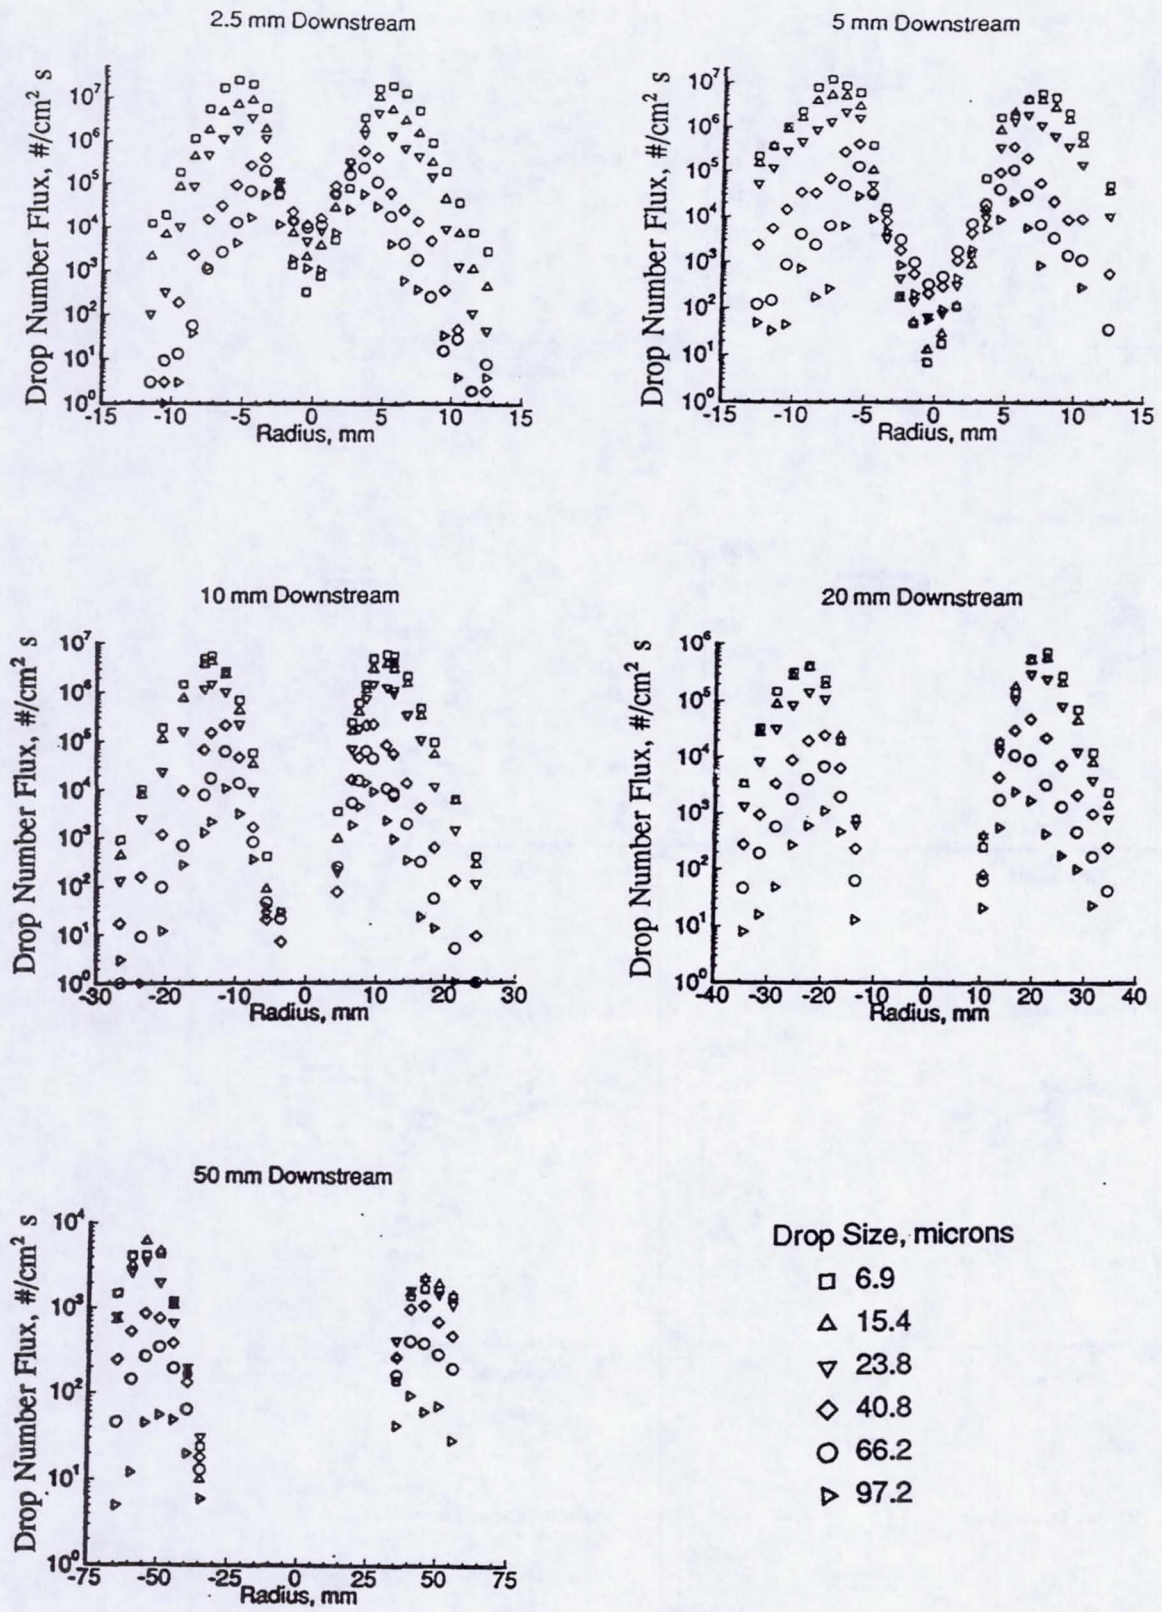 2.5 mm Downstream
Drop Number Flux, #/cm² s
10⁷
10⁶
10⁵
10⁴
10³
10²
10¹
10⁰
-15 -10 -5 0 5 10 15
Radius, mm
5 mm Downstream
Drop Number Flux, #/cm² s
10⁷
10⁶
10⁵
10⁴
10³
10²
10¹
10⁰
-15 -10 -5 0 5 10 15
Radius, mm
10 mm Downstream
Drop Number Flux, #/cm² s
10⁷
10⁶
10⁵
10⁴
10³
10²
10¹
10⁰
-30 -20 -10 0 10 20 30
Radius, mm
20 mm Downstream
Drop Number Flux, #/cm² s
10⁶
10⁵
10⁴
10³
10²
10¹
10⁰
-40 -30 -20 -10 0 10 20 30 40
Radius, mm
50 mm Downstream
Drop Number Flux, #/cm² s
10⁴
10³
10²
10¹
10⁰
-75 -50 -25 0 25 50 75
Radius, mm
Drop Size, microns
6.9
15.4
23.8
40.8
66.2
97.2